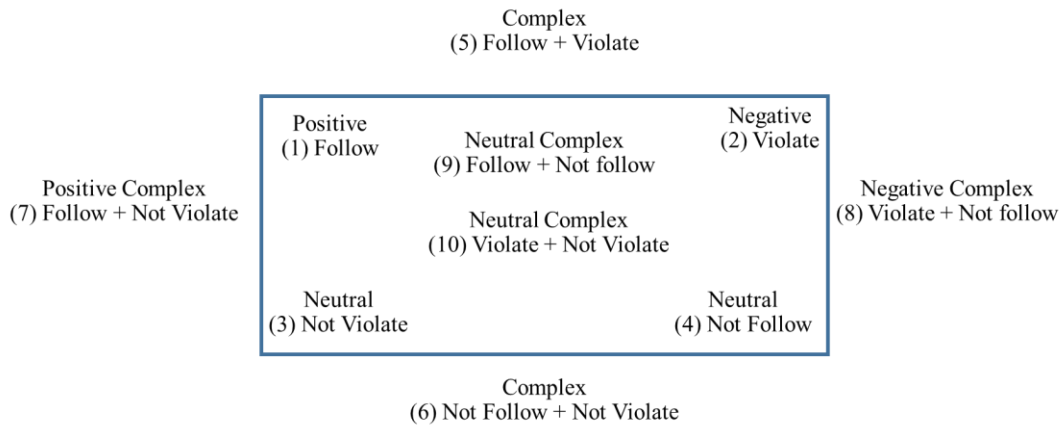 Complex
(5) Follow + Violate
Positive
(1) Follow
Neutral Complex
(9) Follow + Not follow
Negative
(2) Violate
Positive Complex
(7) Follow + Not Violate
Neutral Complex
(10) Violate + Not Violate
Negative Complex
(8) Violate + Not follow
Neutral
(3) Not Violate
Neutral
(4) Not Follow
Complex
(6) Not Follow + Not Violate